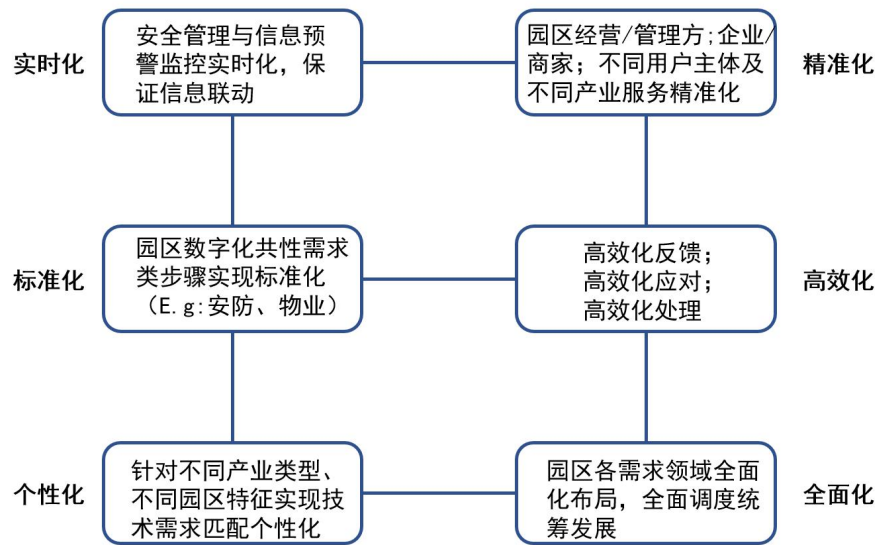 实时化
安全管理与信息预
警监控实时化，保
证信息联动
园区经营/管理方;企业/
商家；不同用户主体及
不同产业服务精准化
精准化
标准化
园区数字化共性需求
类步骤实现标准化
（E.g:安防、物业）
高效化反馈；
高效化应对；
高效化处理
高效化
个性化
针对不同产业类型、
不同园区特征实现技
术需求匹配个性化
园区各需求领域全面
化布局，全面调度统
筹发展
全面化